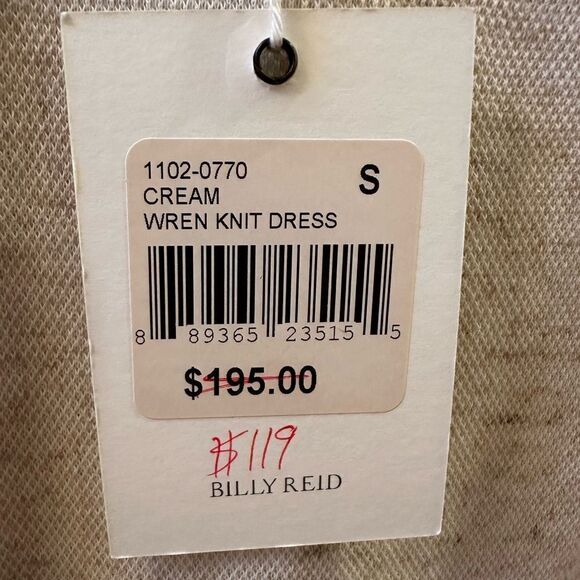 1102-0770 S
CREAM
WREN KNIT DRESS
8 89365 23515 5
$195.00
$119
BILLY REID